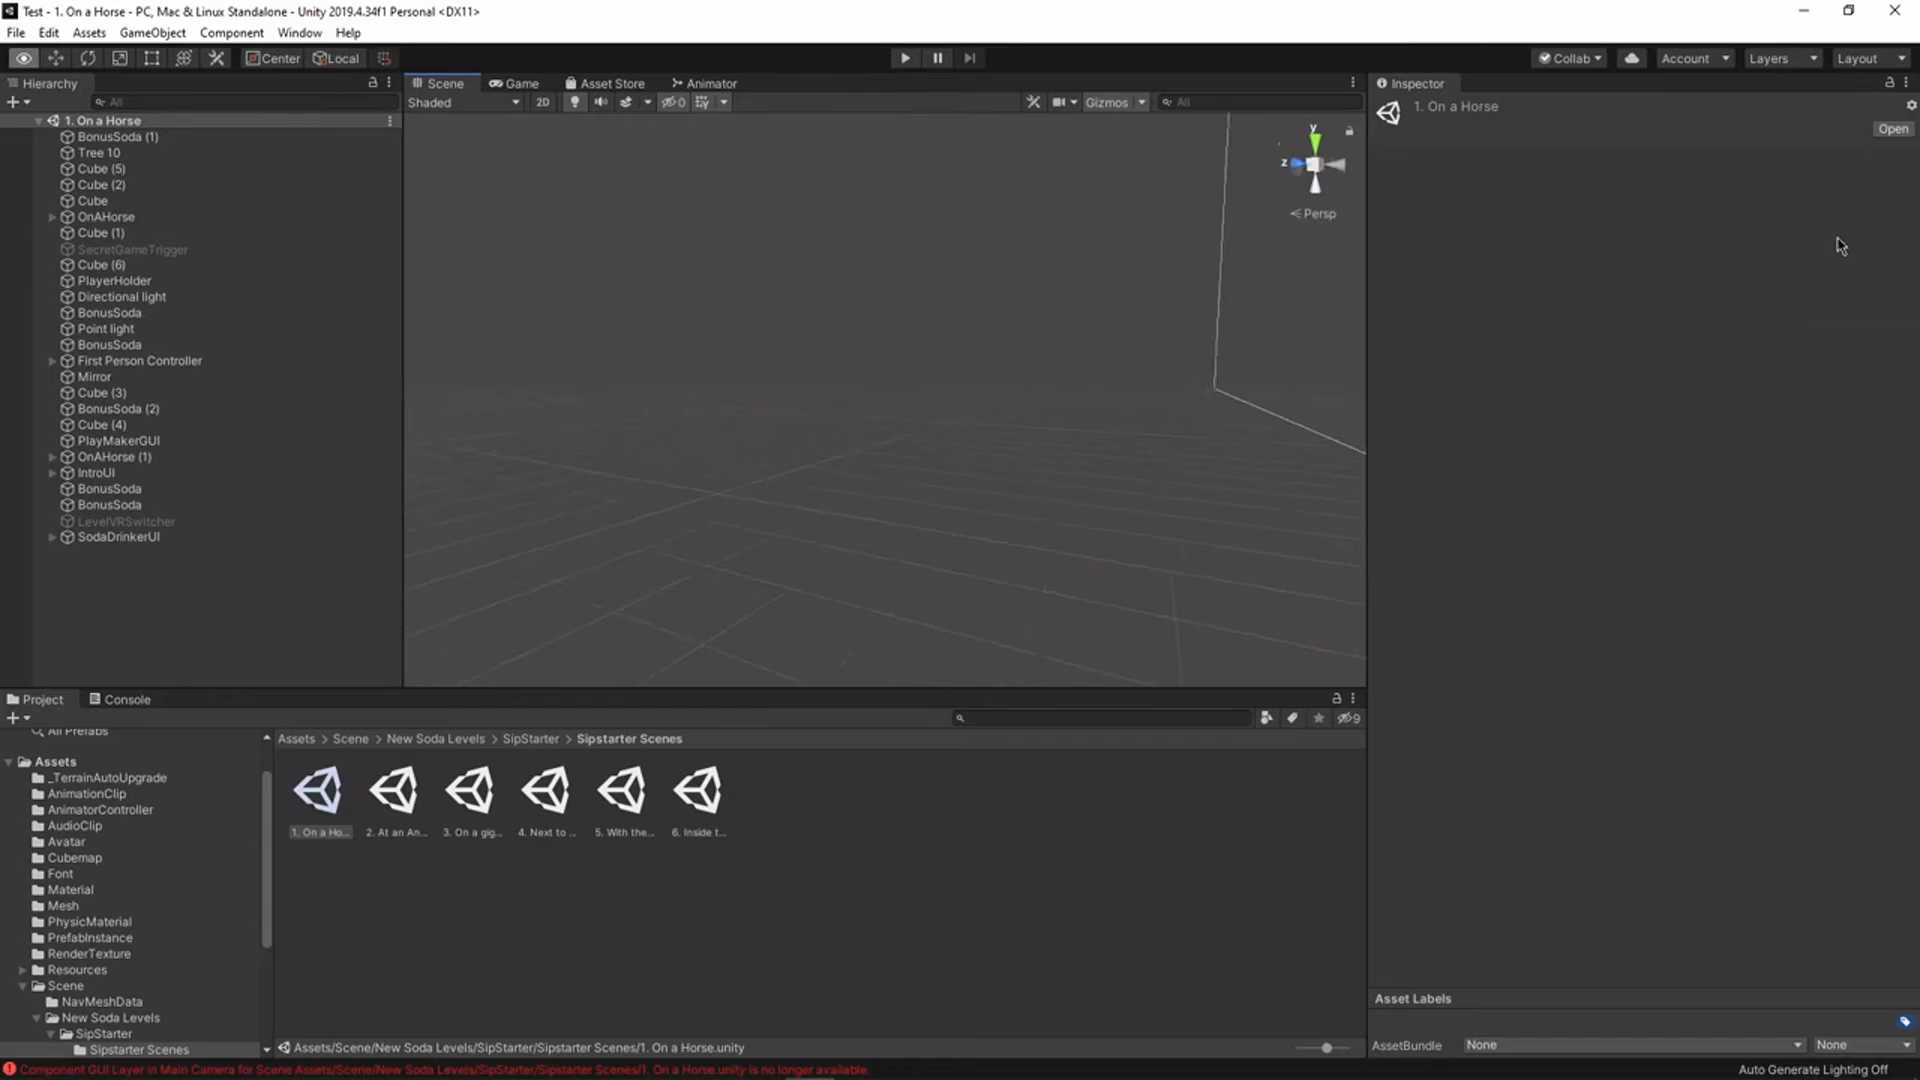 Test - 1. On a Horse - PC, Mac & Linux Standalone - Unity 2019.4.34f1 Personal <DX11>
File Edit Assets GameObject Component Window Help
Center Local Collab Account Layers Layout
Hierarchy
All
1. On a Horse
BonusSoda (1)
Tree 10
Cube (5)
Cube (2)
Cube
OnAHorse
Cube (1)
SecretGameTrigger
Cube (6)
PlayerHolder
Directional light
BonusSoda
Point light
BonusSoda
First Person Controller
Mirror
Cube (3)
BonusSoda (2)
Cube (4)
PlayMakerGUI
OnAHorse (1)
IntroUI
BonusSoda
BonusSoda
LevelVRSwitcher
SodaDrinkerUI
Scene Game Asset Store Animator
Shaded 2D 0 Gizmos All
y
z
Persp
Inspector
1. On a Horse
Open
Project Console
9
All Prefabs
Assets
_TerrainAutoUpgrade
AnimationClip
AnimatorController
AudioClip
Avatar
Cubemap
Font
Material
Mesh
PhysicMaterial
PrefabInstance
RenderTexture
Resources
Scene
NavMeshData
New Soda Levels
SipStarter
Sipstarter Scenes
Assets > Scene > New Soda Levels > SipStarter > Sipstarter Scenes
1. On a Ho... 2. At an An... 3. On a gig... 4. Next to ... 5. With the... 6. Inside t...
Assets/Scene/New Soda Levels/SipStarter/Sipstarter Scenes/1. On a Horse.unity
Asset Labels
AssetBundle None None
Component GUI Layer in Main Camera for Scene Assets/Scene/New Soda Levels/SipStarter/Sipstarter Scenes/1. On a Horse.unity is no longer available.
Auto Generate Lighting Off